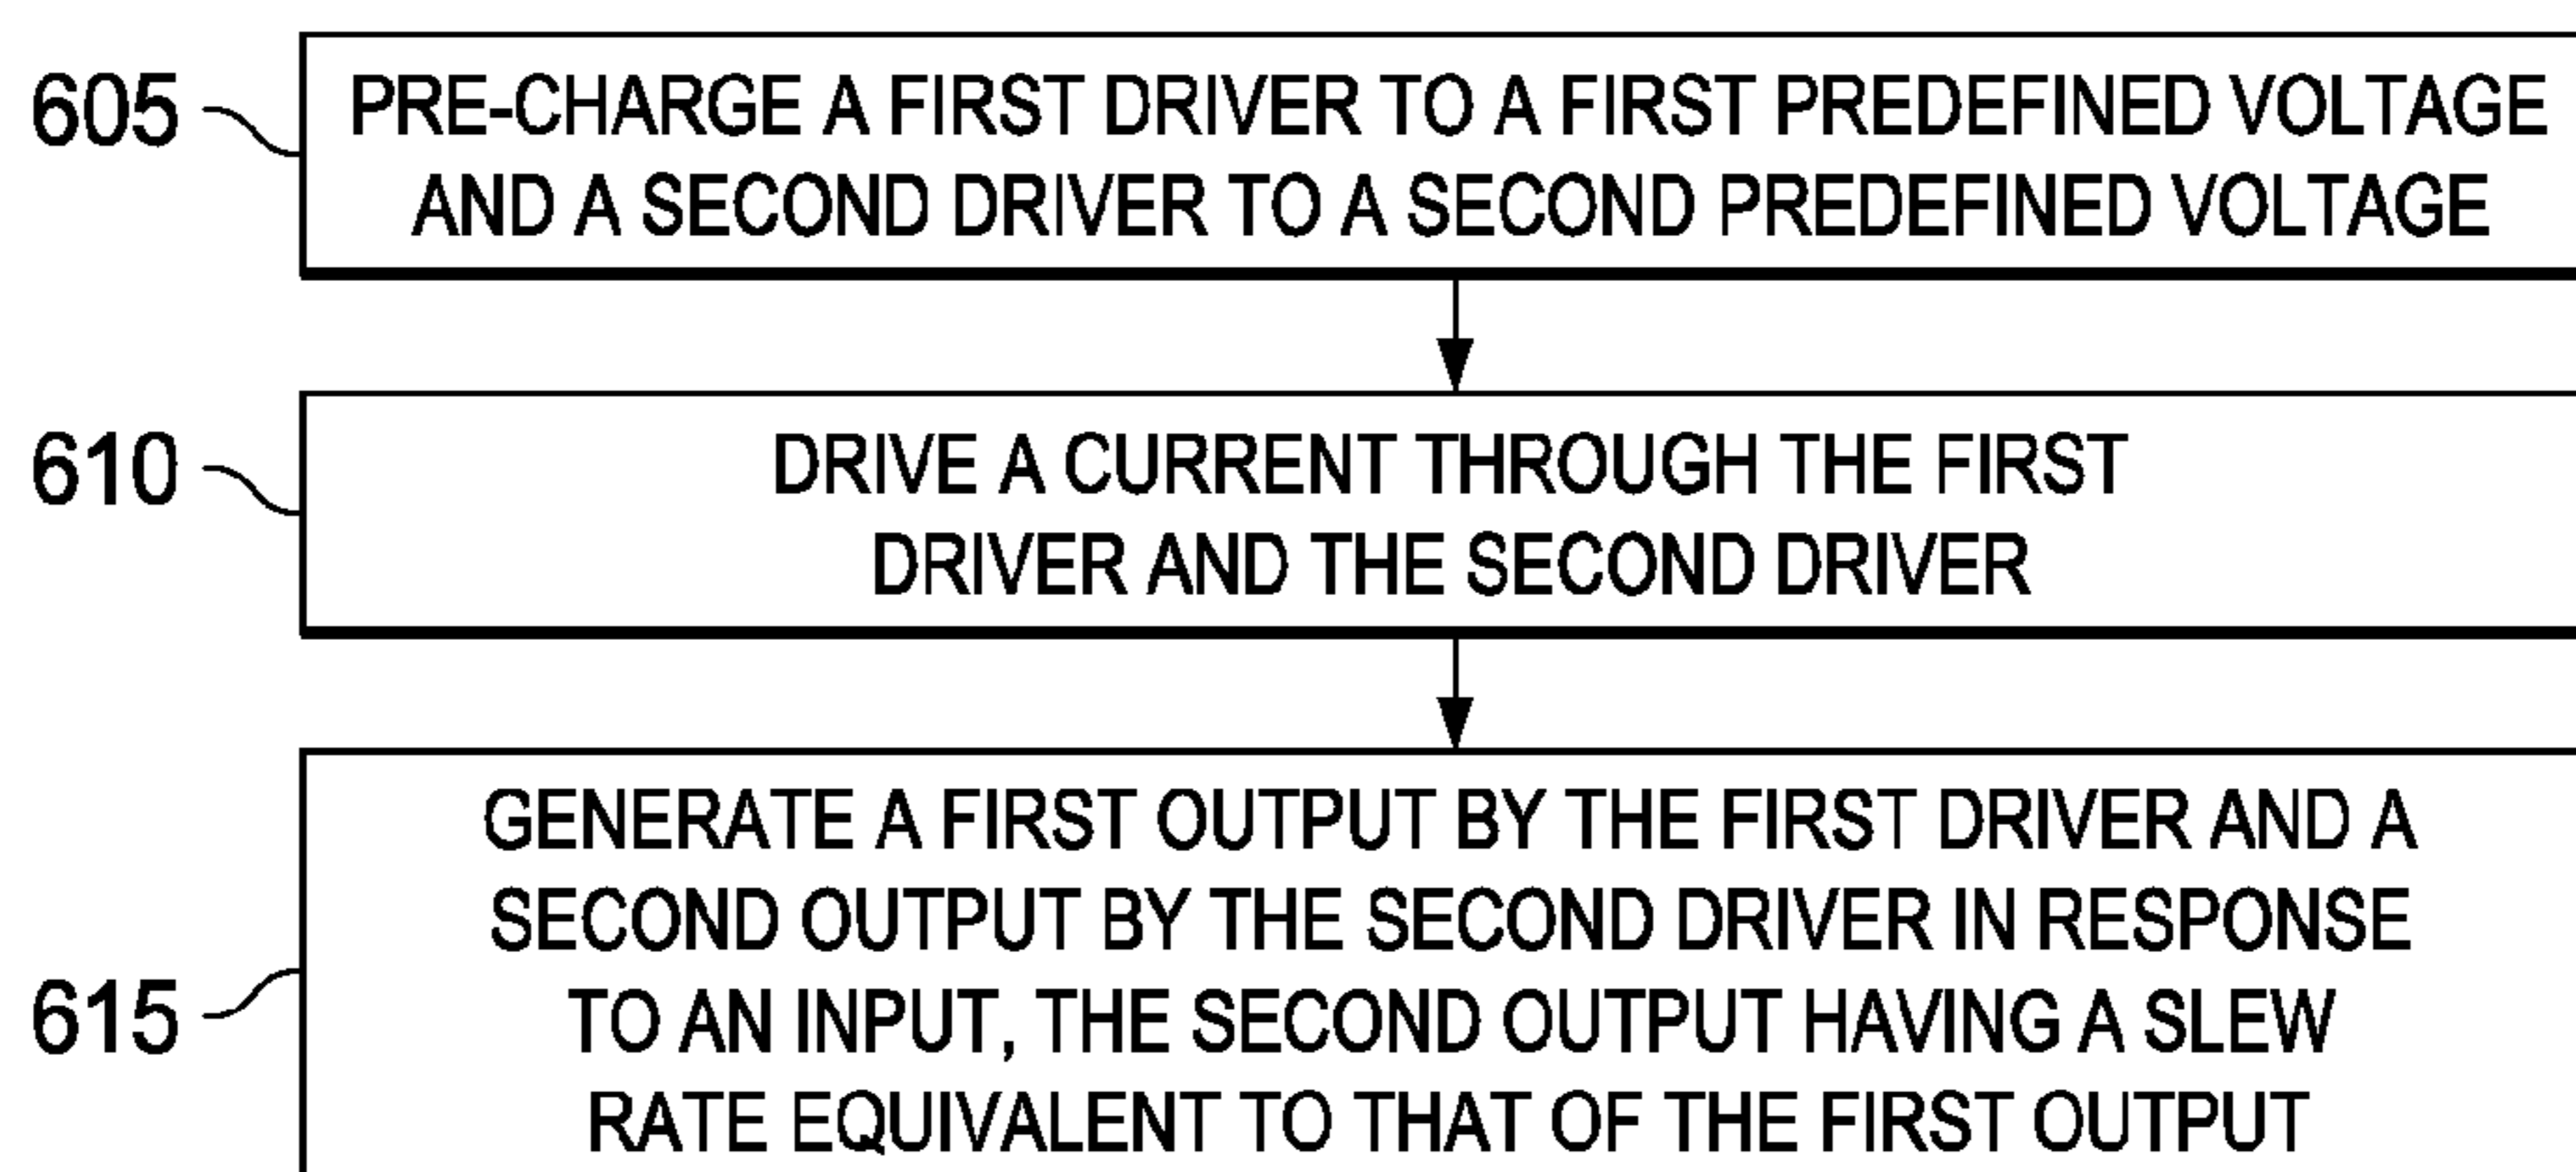 605
PRE-CHARGE A FIRST DRIVER TO A FIRST PREDEFINED VOLTAGE
AND A SECOND DRIVER TO A SECOND PREDEFINED VOLTAGE
610
DRIVE A CURRENT THROUGH THE FIRST
DRIVER AND THE SECOND DRIVER
615
GENERATE A FIRST OUTPUT BY THE FIRST DRIVER AND A
SECOND OUTPUT BY THE SECOND DRIVER IN RESPONSE
TO AN INPUT, THE SECOND OUTPUT HAVING A SLEW
RATE EQUIVALENT TO THAT OF THE FIRST OUTPUT